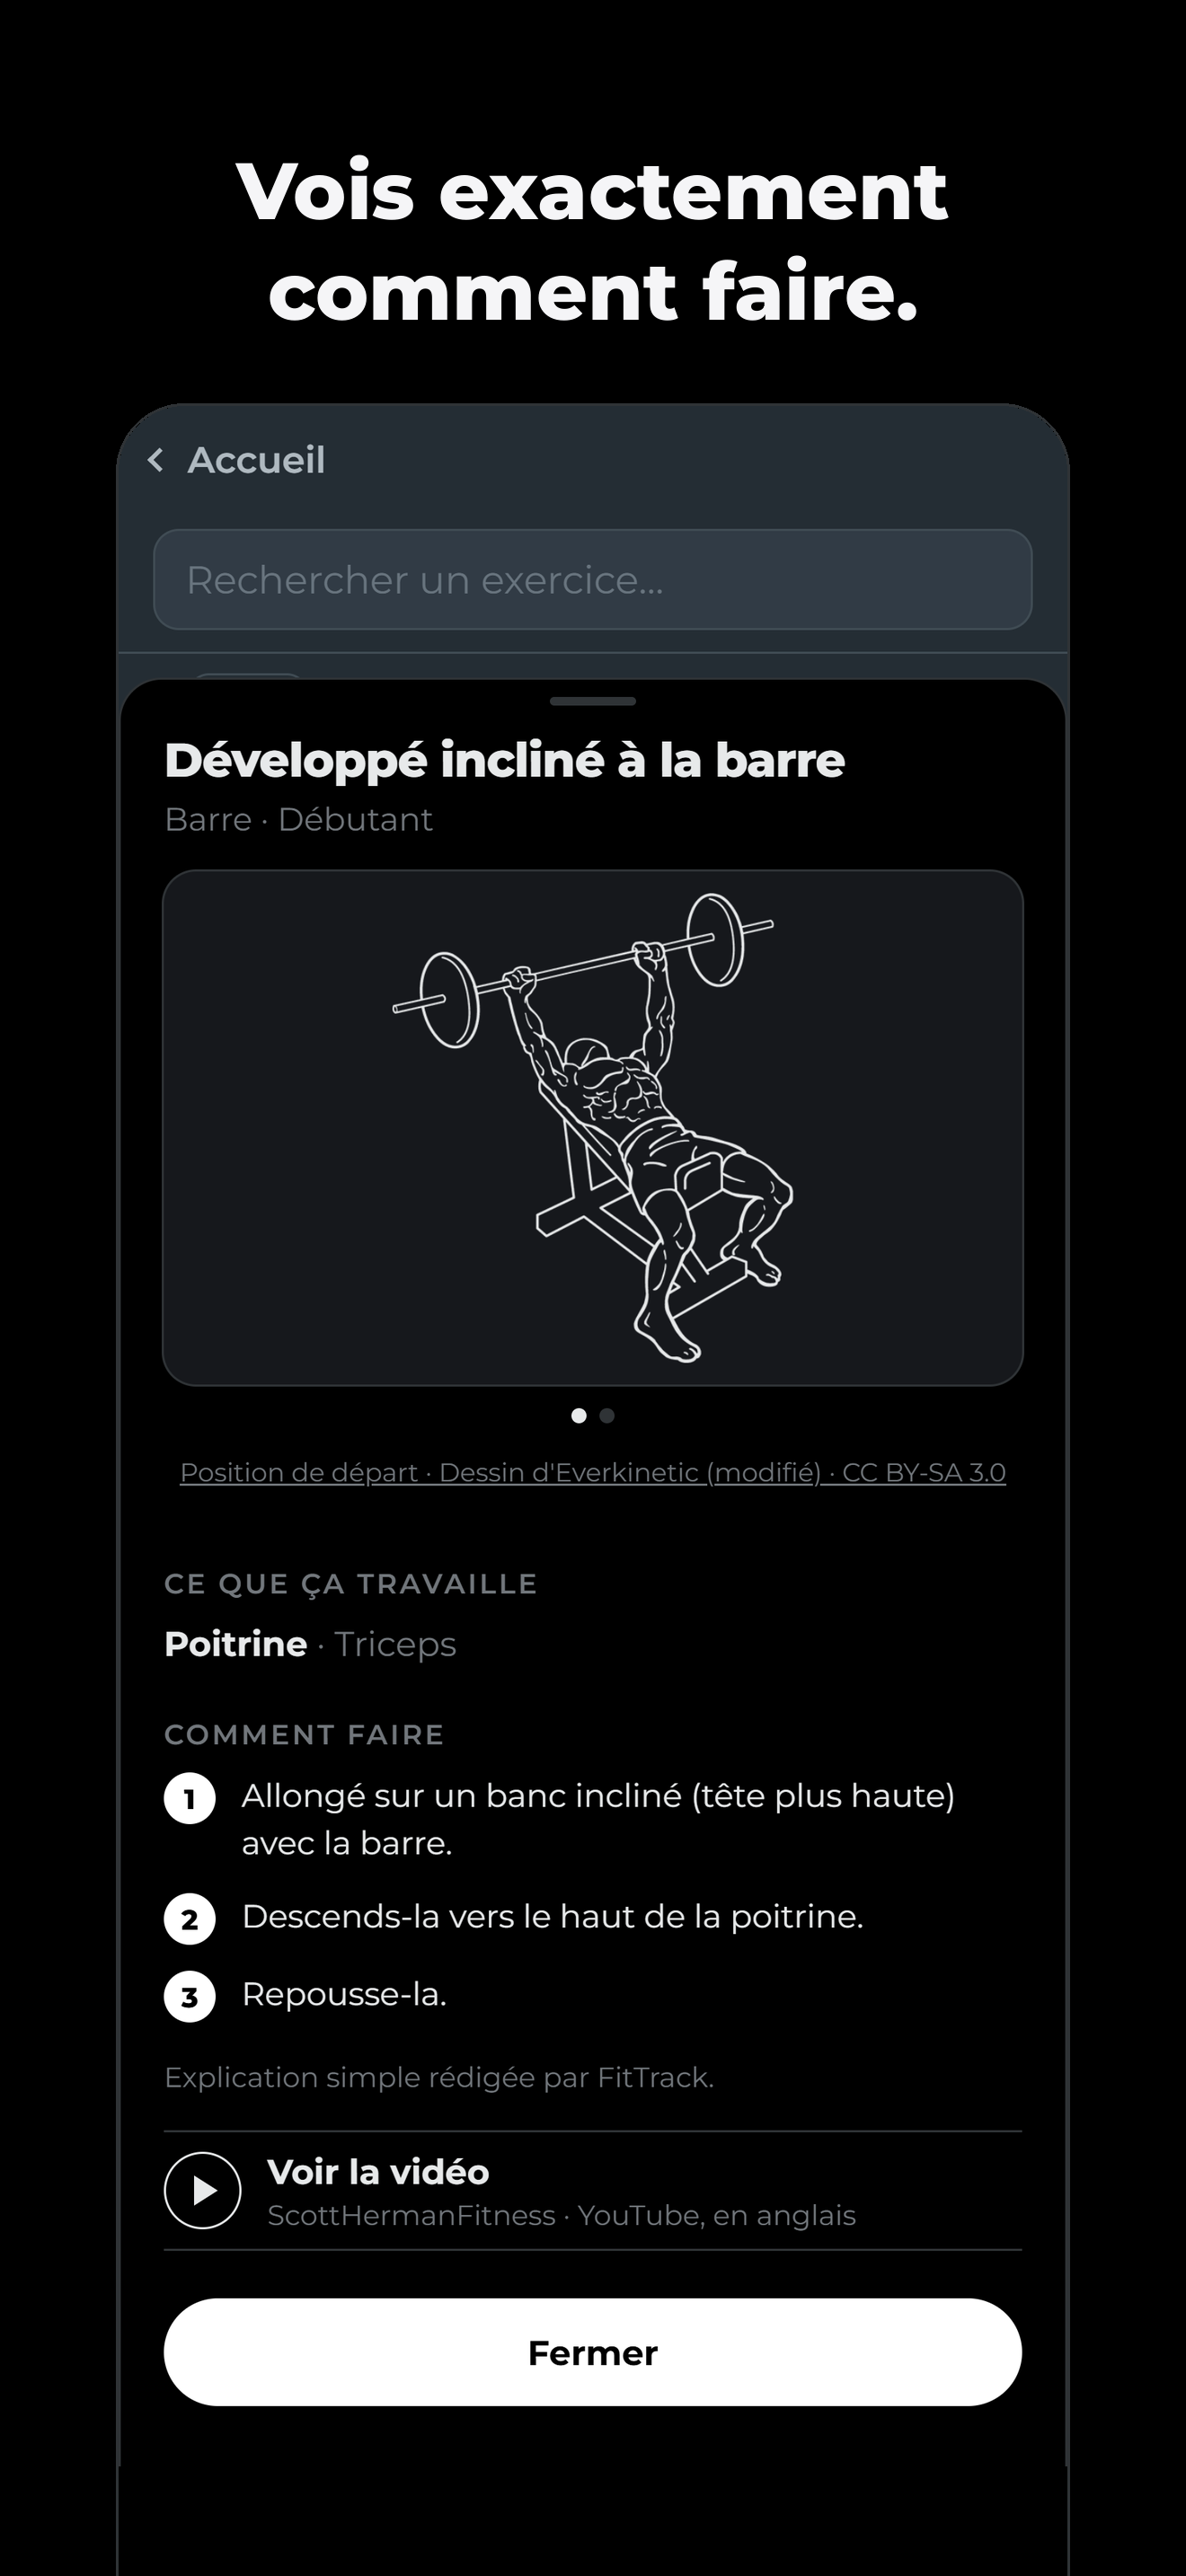 Vois exactement
comment faire.
Accueil
Rechercher un exercice...
Développé incliné à la barre
Barre · Débutant
Position de départ · Dessin d'Everkinetic (modifié) · CC BY-SA 3.0
CE QUE ÇA TRAVAILLE
Poitrine · Triceps
COMMENT FAIRE
1 Allongé sur un banc incliné (tête plus haute)
avec la barre.
2 Descends-la vers le haut de la poitrine.
3 Repousse-la.
Explication simple rédigée par FitTrack.
Voir la vidéo
ScottHermanFitness · YouTube, en anglais
Fermer